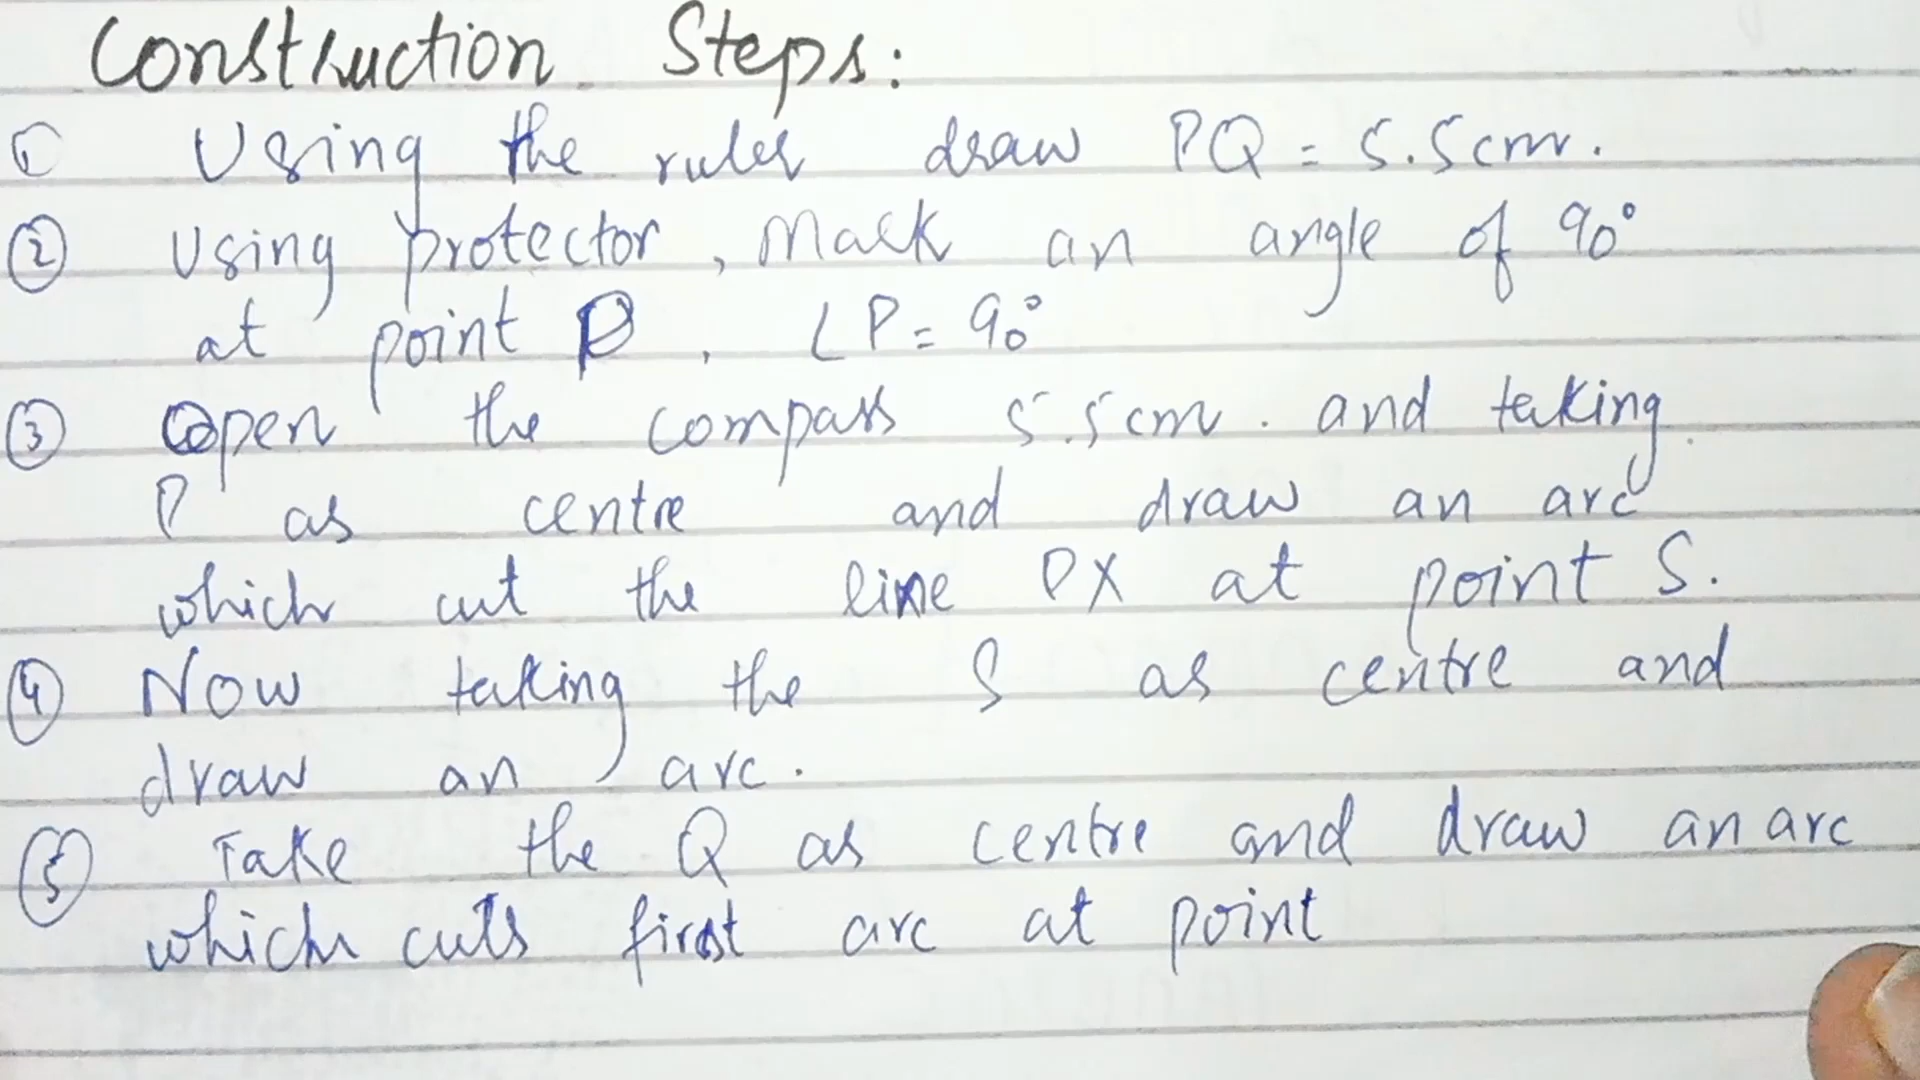 Construction Steps:
① Using the ruler draw PQ = 5.5cm.
② Using protector, Mark an angle of 90°
at point P. ∠P = 90°
③ Open the compass 5.5cm. and taking
P as centre and draw an arc
which cut the line PX at point S.
④ Now taking the S as centre and
draw an arc.
⑤ Take the Q as centre and draw an arc
which cuts first arc at point